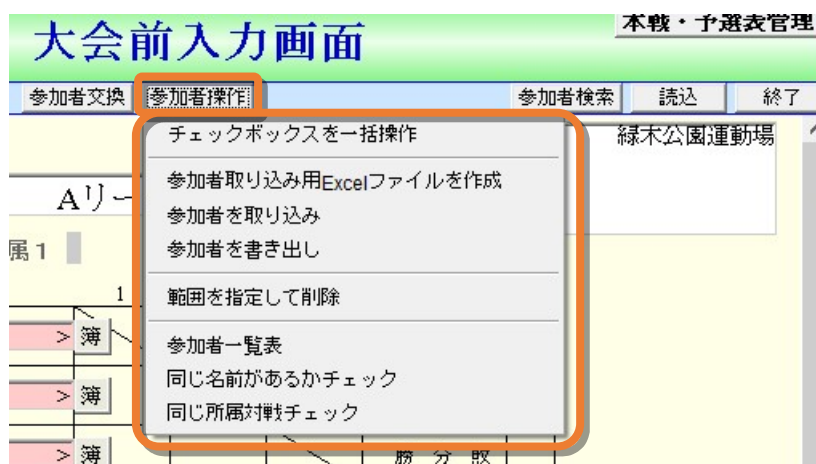 大会前入力画面
本戦・予選表管理
参加者交換 参加者操作 参加者検索 読込 終了
チェックボックスを一括操作
緑木公園運動場
参加者取り込み用Excelファイルを作成
Aリー
参加者を取り込み
属1
参加者を書き出し
1
範囲を指定して削除
> 簿
参加者一覧表
同じ名前があるかチェック
> 簿
同じ所属対戦チェック
> 簿
勝 分 敗